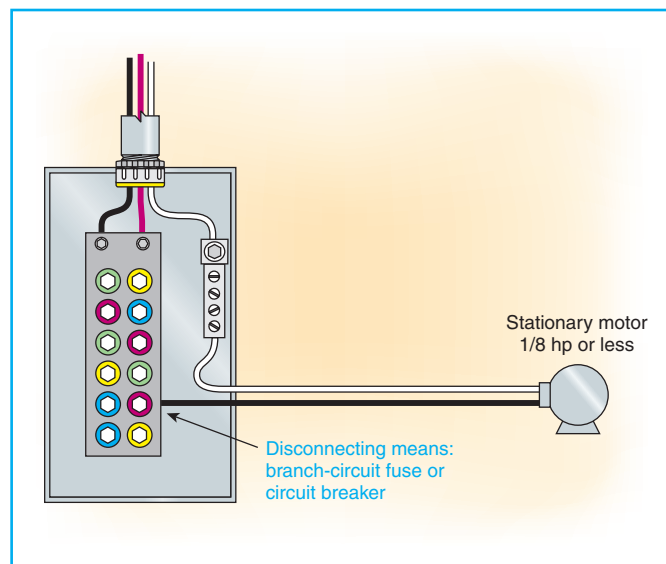 Stationary motor
1/8 hp or less
Disconnecting means:
branch-circuit fuse or
circuit breaker